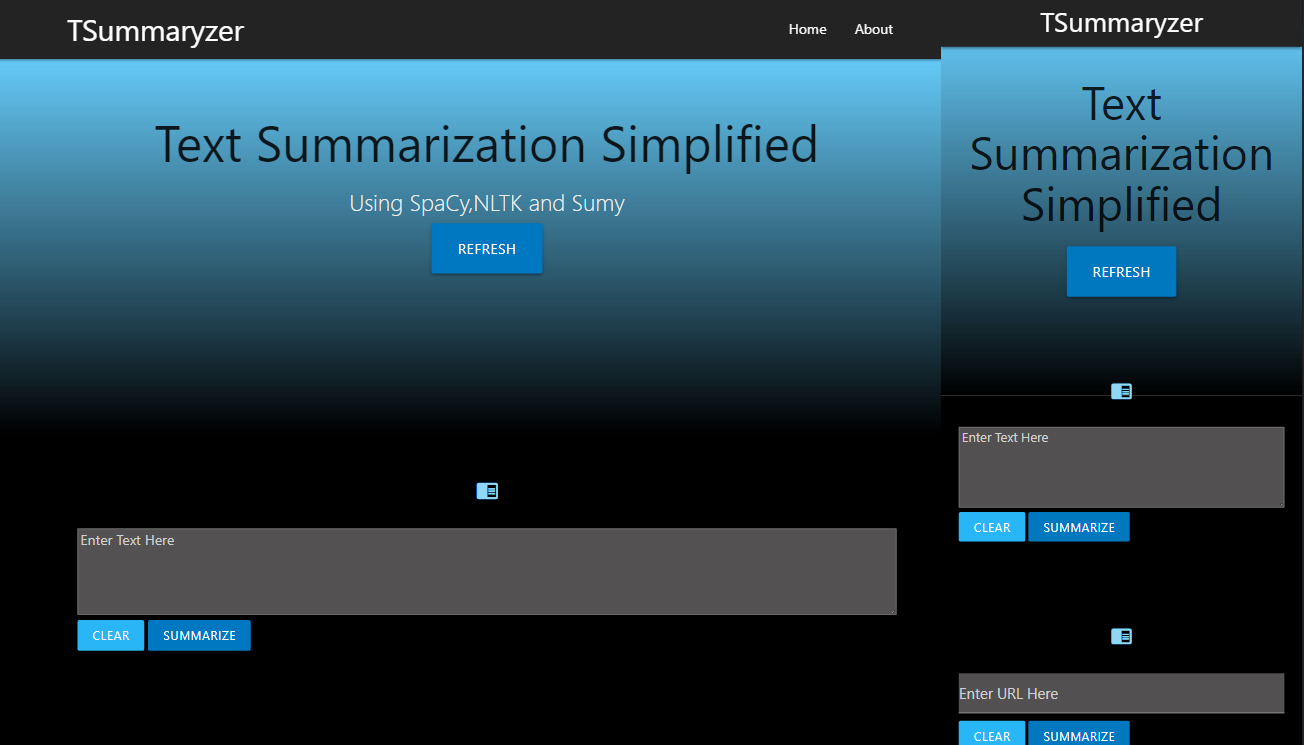 TSummaryzer
Home
About
Text Summarization Simplified
Using SpaCy,NLTK and Sumy
REFRESH
Enter Text Here
CLEAR
SUMMARIZE
TSummaryzer
Text
Summarization
Simplified
REFRESH
Enter Text Here
CLEAR
SUMMARIZE
Enter URL Here
CLEAR
SUMMARIZE